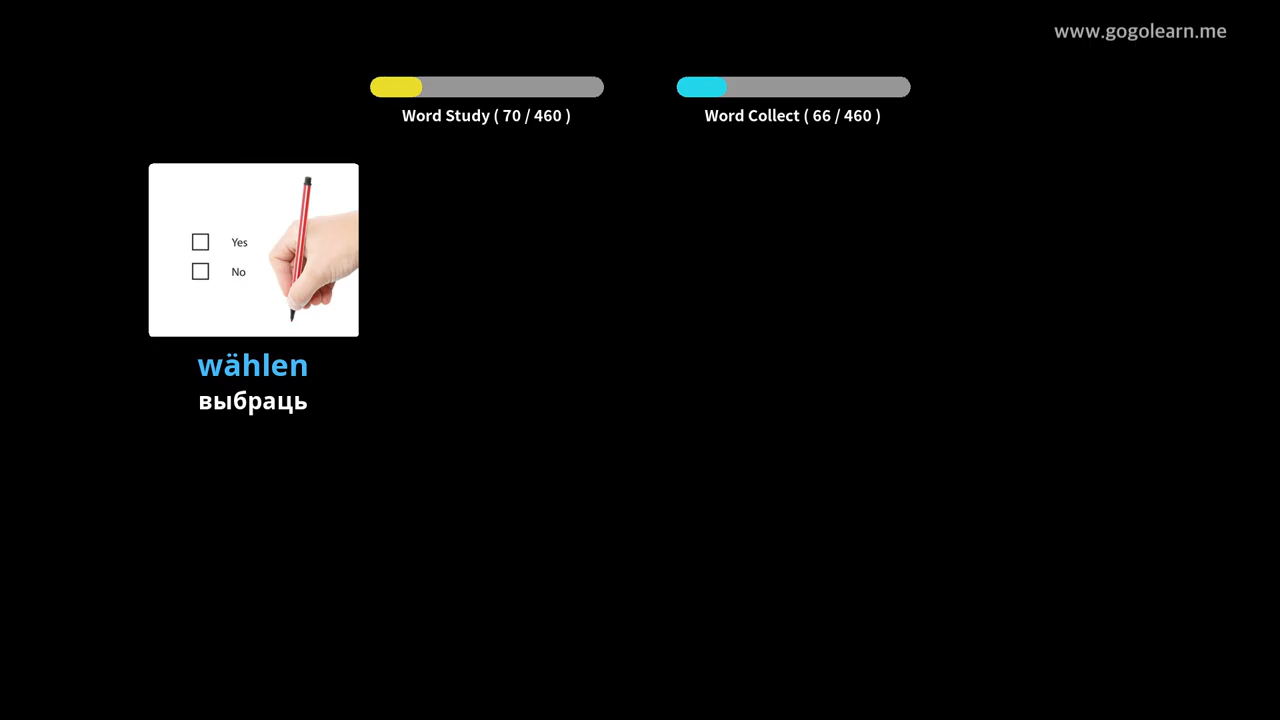 www.gogolearn.me
Word Study ( 70 / 460 )
Word Collect ( 66 / 460 )
Yes
No
wählen
выбраць